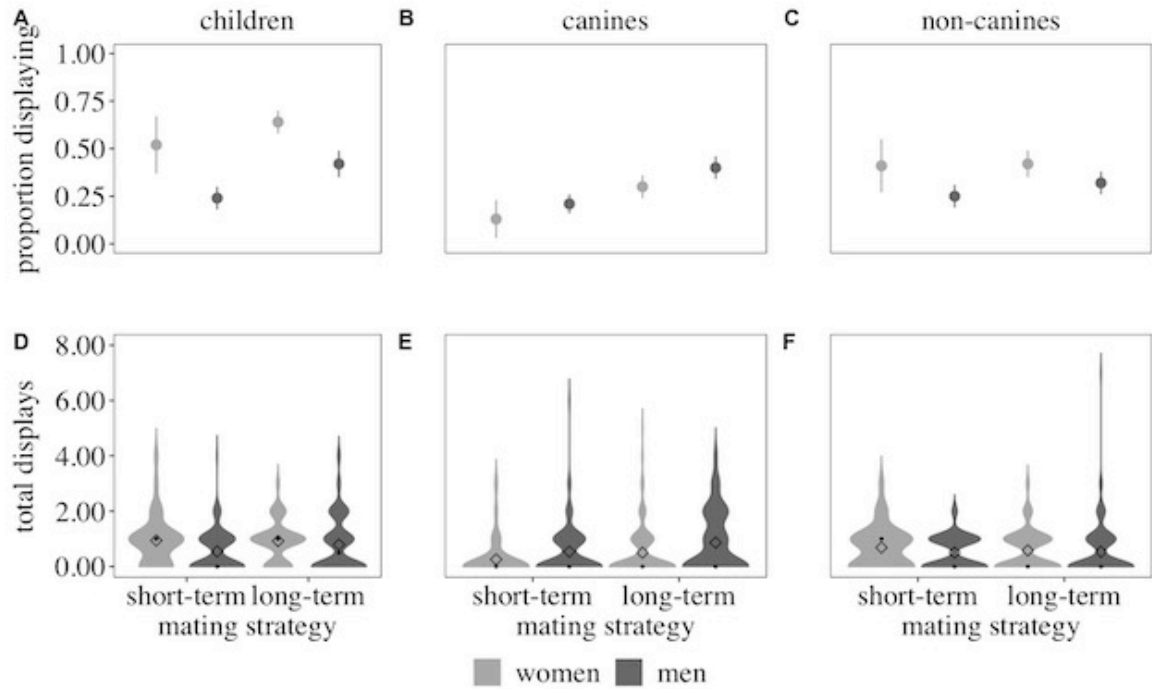 A children B canines C non-canines
proportion displaying
1.00
0.75
0.50
0.25
0.00
D E F
total displays
8.00
6.00
4.00
2.00
0.00
short-term long-term short-term long-term short-term long-term
mating strategy mating strategy mating strategy
women men